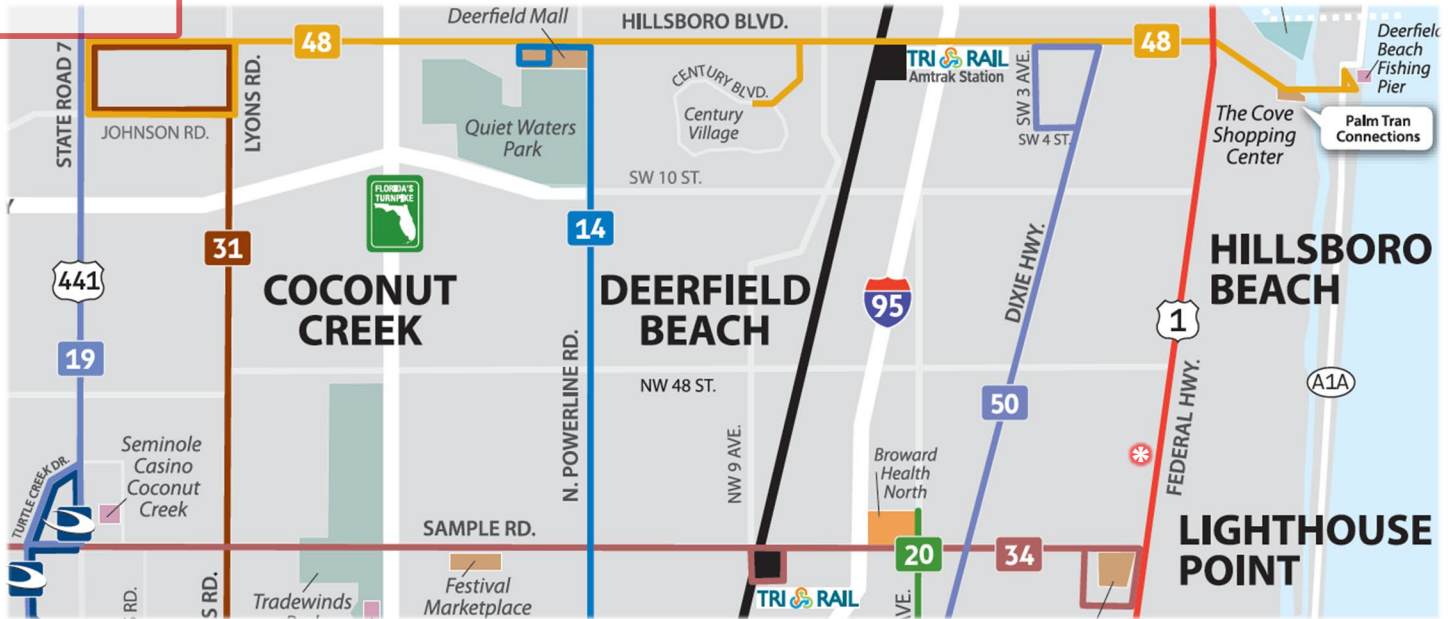 Deerfield Mall
HILLSBORO BLVD.
48
48
Deerfield
Beach
Fishing
Pier
STATE ROAD 7
LYONS RD.
TRI RAIL
Amtrak Station
SW 3 AVE.
CENTURY BLVD.
Century
Village
The Cove
Shopping
Center
Palm Tran
Connections
JOHNSON RD.
Quiet Waters
Park
SW 4 ST.
SW 10 ST.
FLORIDA'S
TURNPIKE
31
14
441
COCONUT
CREEK
DEERFIELD
BEACH
95
DIXIE HWY.
HILLSBORO
BEACH
1
19
N. POWERLINE RD.
NW 48 ST.
50
A1A
FEDERAL HWY.
TURTLE CREEK DR.
Seminole
Casino
Coconut
Creek
NW 9 AVE.
Broward
Health
North
SAMPLE RD.
20
34
LIGHTHOUSE
POINT
Festival
Marketplace
Tradewinds
TRI RAIL
RD.
S RD.
AVE.